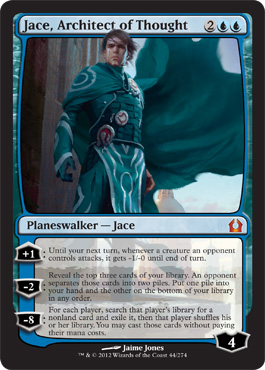 Jace, Architect of Thought 2
Planeswalker — Jace
+1
Until your next turn, whenever a creature an opponent
controls attacks, it gets -1/-0 until end of turn.
-2
Reveal the top three cards of your library. An opponent
separates those cards into two piles. Put one pile into
your hand and the other on the bottom of your library
in any order.
-8
For each player, search that player's library for a
nonland card and exile it, then that player shuffles his
or her library. You may cast those cards without paying
their mana costs.
4
Jaime Jones
™ & © 2012 Wizards of the Coast 44/274